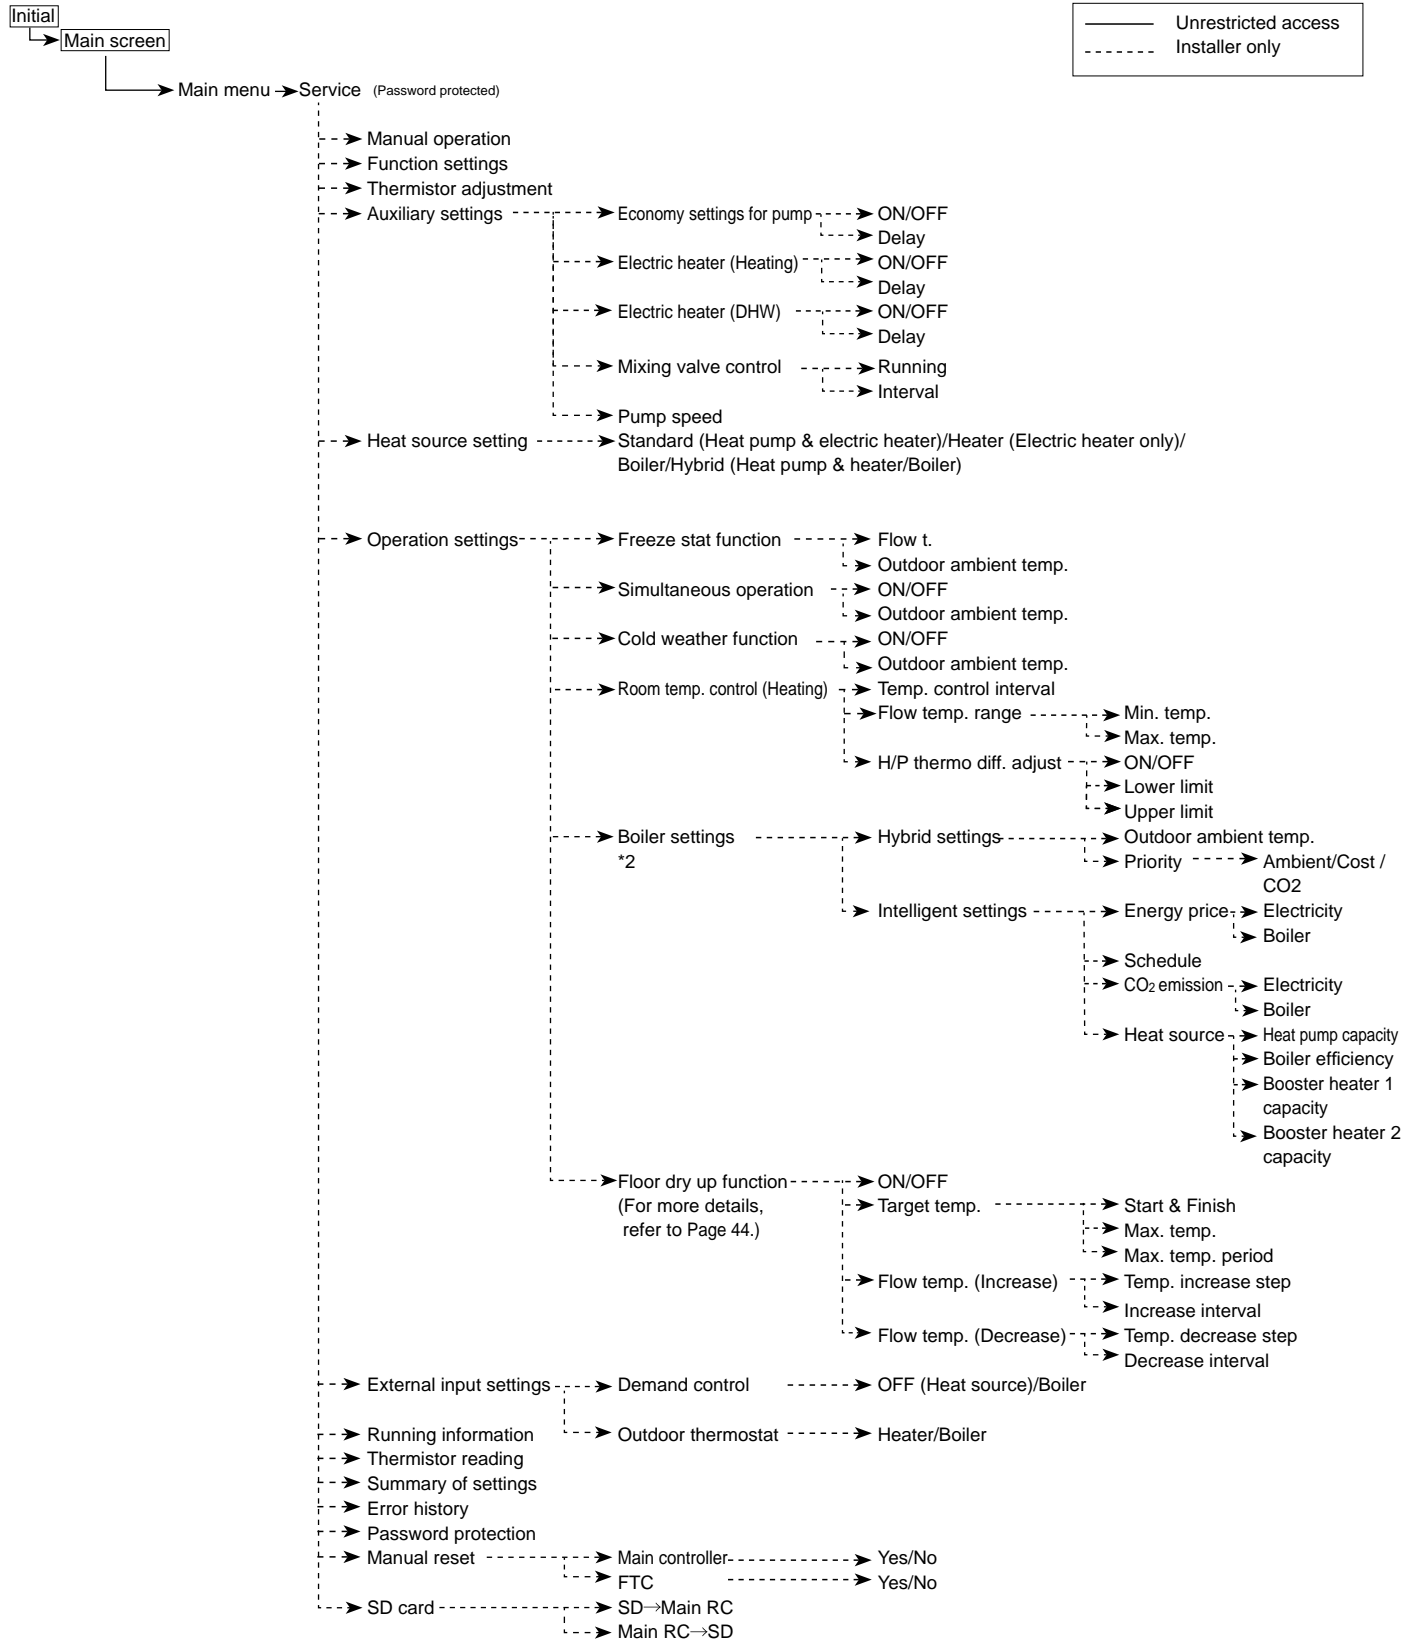 Initial
Main screen
Unrestricted access
Installer only
Main menu Service (Password protected)
Manual operation
Function settings
Thermistor adjustment
Auxiliary settings Economy settings for pump ON/OFF
Delay
Electric heater (Heating) ON/OFF
Delay
Electric heater (DHW) ON/OFF
Delay
Mixing valve control Running
Interval
Pump speed
Heat source setting Standard (Heat pump & electric heater)/Heater (Electric heater only)/
Boiler/Hybrid (Heat pump & heater/Boiler)
Operation settings Freeze stat function Flow t.
Outdoor ambient temp.
Simultaneous operation ON/OFF
Outdoor ambient temp.
Cold weather function ON/OFF
Outdoor ambient temp.
Room temp. control (Heating) Temp. control interval
Flow temp. range Min. temp.
Max. temp.
H/P thermo diff. adjust ON/OFF
Lower limit
Upper limit
Boiler settings Hybrid settings Outdoor ambient temp.
*2 Priority Ambient/Cost /
CO2
Intelligent settings Energy price Electricity
Boiler
Schedule
CO2 emission Electricity
Boiler
Heat source Heat pump capacity
Boiler efficiency
Booster heater 1
capacity
Booster heater 2
capacity
Floor dry up function ON/OFF
(For more details, Target temp. Start & Finish
refer to Page 44.) Max. temp.
Max. temp. period
Flow temp. (Increase) Temp. increase step
Increase interval
Flow temp. (Decrease) Temp. decrease step
Decrease interval
External input settings Demand control OFF (Heat source)/Boiler
Outdoor thermostat Heater/Boiler
Running information
Thermistor reading
Summary of settings
Error history
Password protection
Manual reset Main controller Yes/No
FTC Yes/No
SD card SD→Main RC
Main RC→SD